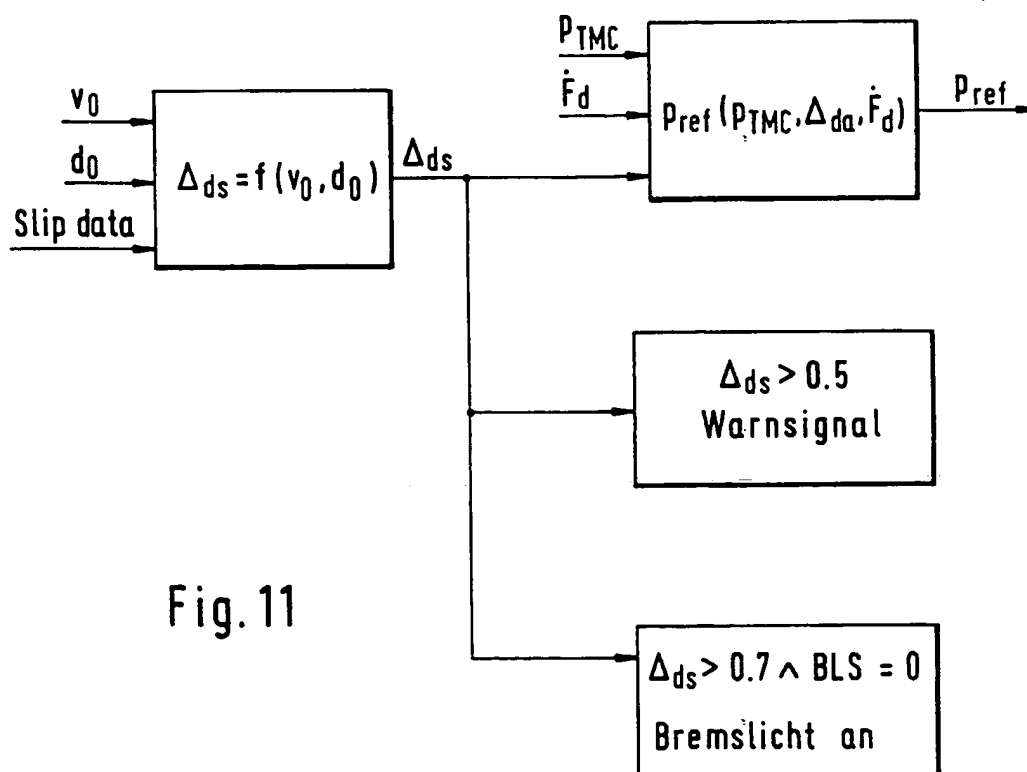 v₀
d₀
Slip data
Δds = f (v₀, d₀)
Δds
PTMC
Ḟd
Pref (PTMC, Δda, Ḟd)
Pref
Δds > 0.5
Warnsignal
Δds > 0.7 ∧ BLS = 0
Bremslicht an
Fig. 11